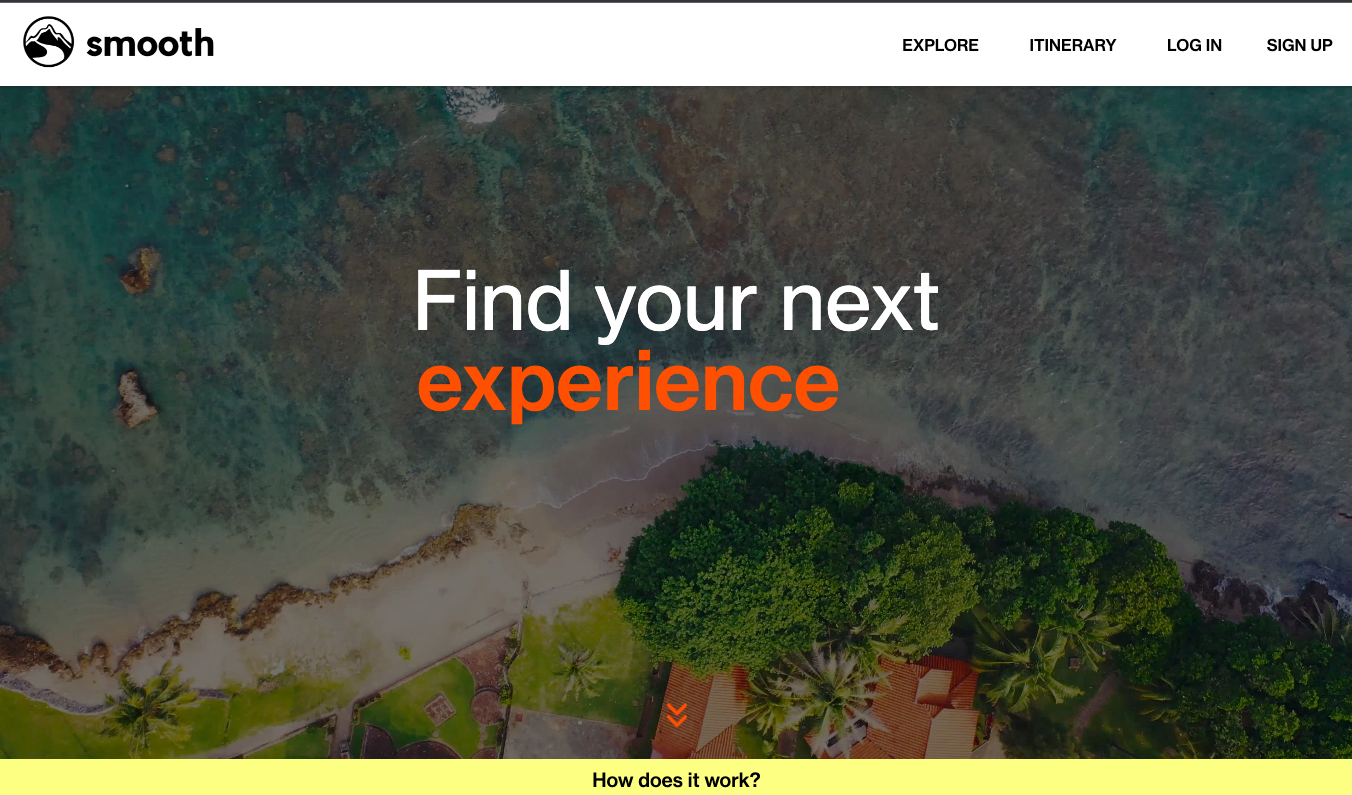 smooth
EXPLORE ITINERARY LOG IN SIGN UP
Find your next
experience
How does it work?